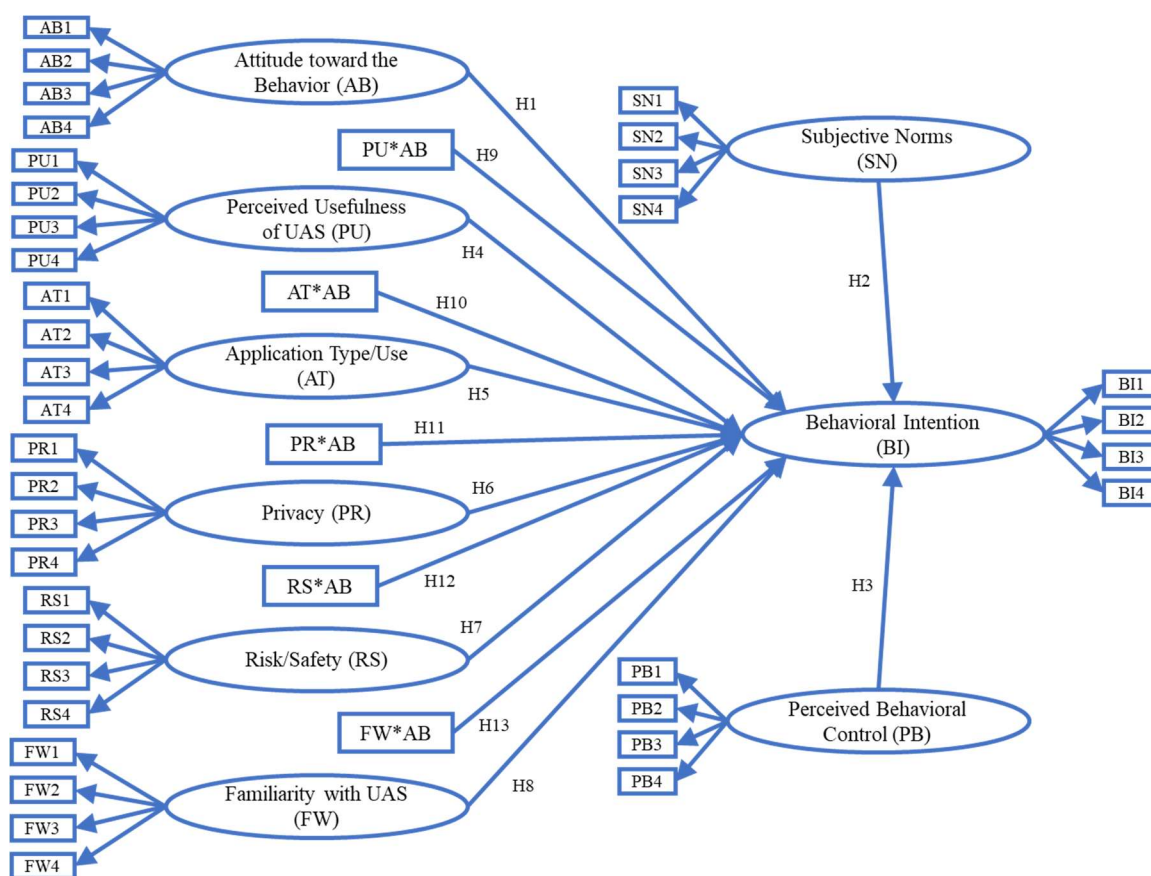 AB1
AB2
AB3
AB4
Attitude toward the
Behavior (AB)
H1
PU*AB
H9
PU1
PU2
PU3
PU4
Perceived Usefulness
of UAS (PU)
H4
AT*AB
H10
AT1
AT2
AT3
AT4
Application Type/Use
(AT)
H5
PR*AB
H11
PR1
PR2
PR3
PR4
Privacy (PR)
H6
RS*AB
H12
RS1
RS2
RS3
RS4
Risk/Safety (RS)
H7
FW*AB
H13
FW1
FW2
FW3
FW4
Familiarity with UAS
(FW)
H8
SN1
SN2
SN3
SN4
Subjective Norms
(SN)
H2
Behavioral Intention
(BI)
BI1
BI2
BI3
BI4
H3
PB1
PB2
PB3
PB4
Perceived Behavioral
Control (PB)